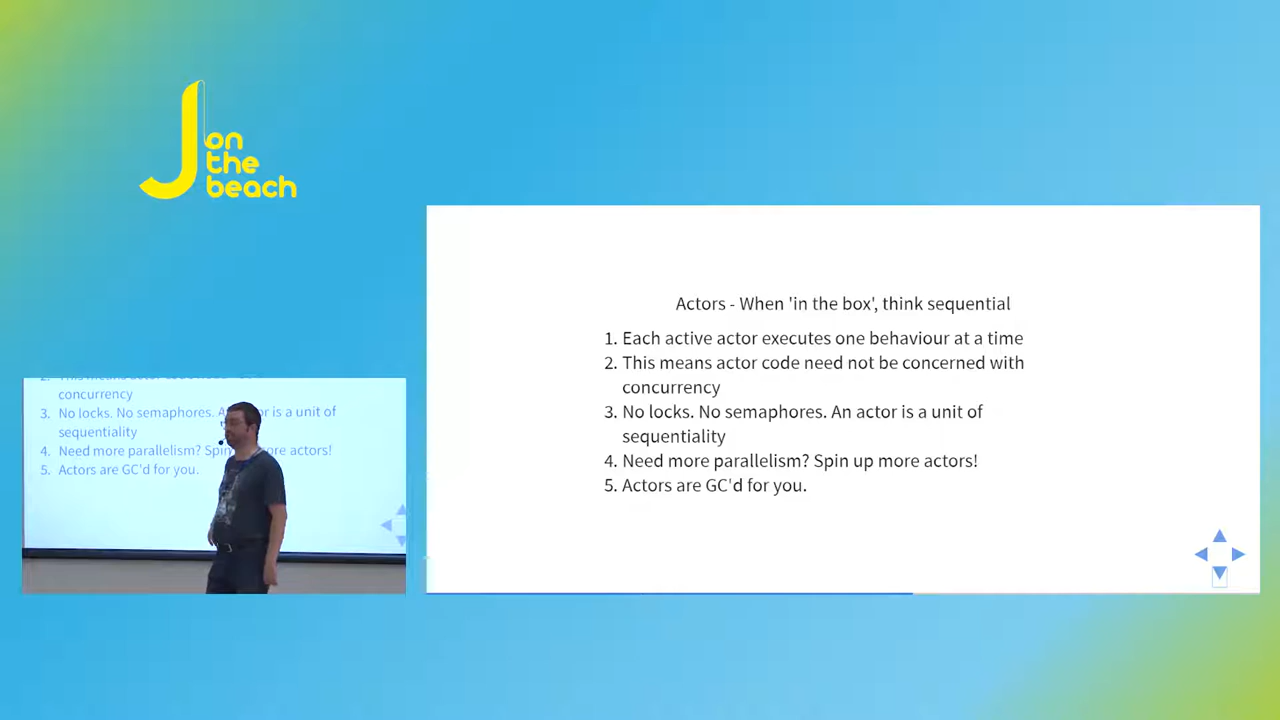 J
on
the
beach
Actors - When 'in the box', think sequential
1. Each active actor executes one behaviour at a time
2. This means actor code need not be concerned with
concurrency
3. No locks. No semaphores. An actor is a unit of
sequentiality
4. Need more parallelism? Spin up more actors!
5. Actors are GC'd for you.
concurrency
3. No locks. No semaphores. A or is a unit of
sequentiality
4. Need more parallelism? Spin ore actors!
5. Actors are GC'd for you.